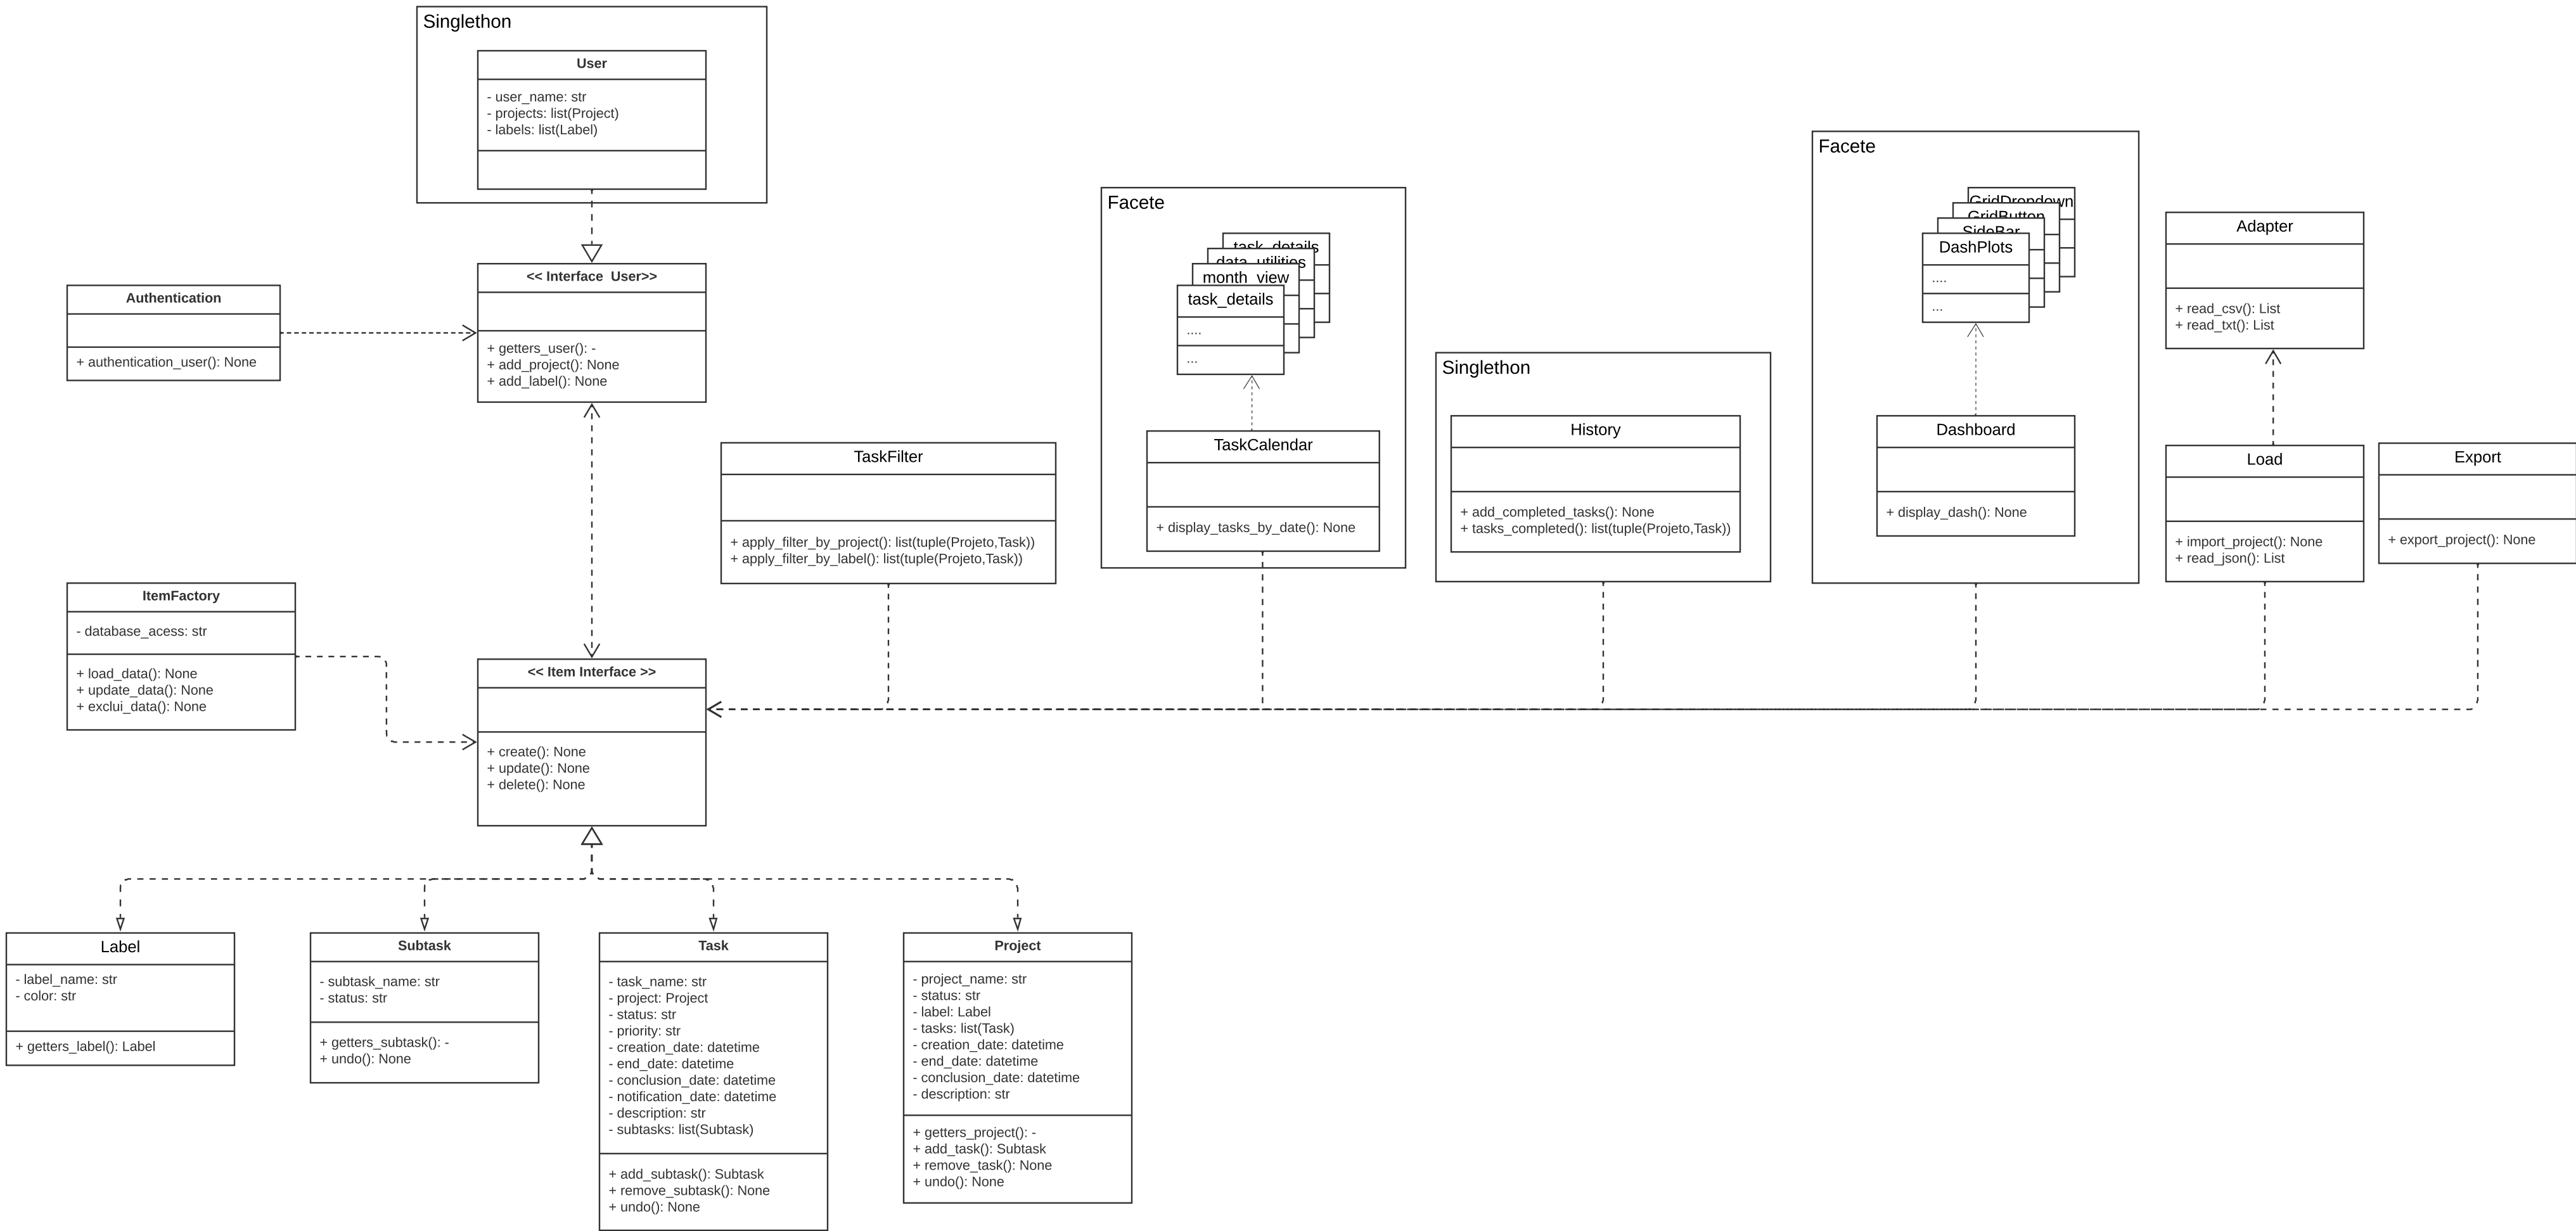 Singlethon
User
- user_name: str
- projects: list(Project)
- labels: list(Label)
<< Interface  User>>
+ getters_user(): -
+ add_project(): None
+ add_label(): None
Authentication
+ authentication_user(): None
ItemFactory
- database_acess: str
+ load_data(): None
+ update_data(): None
+ exclui_data(): None
<< Item Interface >>
+ create(): None
+ update(): None
+ delete(): None
TaskFilter
+ apply_filter_by_project(): list(tuple(Projeto,Task))
+ apply_filter_by_label(): list(tuple(Projeto,Task))
Facete
task_details
data_utilities
month_view
task_details
....
...
TaskCalendar
+ display_tasks_by_date(): None
Singlethon
History
+ add_completed_tasks(): None
+ tasks_completed(): list(tuple(Projeto,Task))
Facete
GridDropdown
GridButton
SideBar
DashPlots
....
...
Dashboard
+ display_dash(): None
Adapter
+ read_csv(): List
+ read_txt(): List
Load
+ import_project(): None
+ read_json(): List
Export
+ export_project(): None
Label
- label_name: str
- color: str
+ getters_label(): Label
Subtask
- subtask_name: str
- status: str
+ getters_subtask(): -
+ undo(): None
Task
- task_name: str
- project: Project
- status: str
- priority: str
- creation_date: datetime
- end_date: datetime
- conclusion_date: datetime
- notification_date: datetime
- description: str
- subtasks: list(Subtask)
+ add_subtask(): Subtask
+ remove_subtask(): None
+ undo(): None
Project
- project_name: str
- status: str
- label: Label
- tasks: list(Task)
- creation_date: datetime
- end_date: datetime
- conclusion_date: datetime
- description: str
+ getters_project(): -
+ add_task(): Subtask
+ remove_task(): None
+ undo(): None